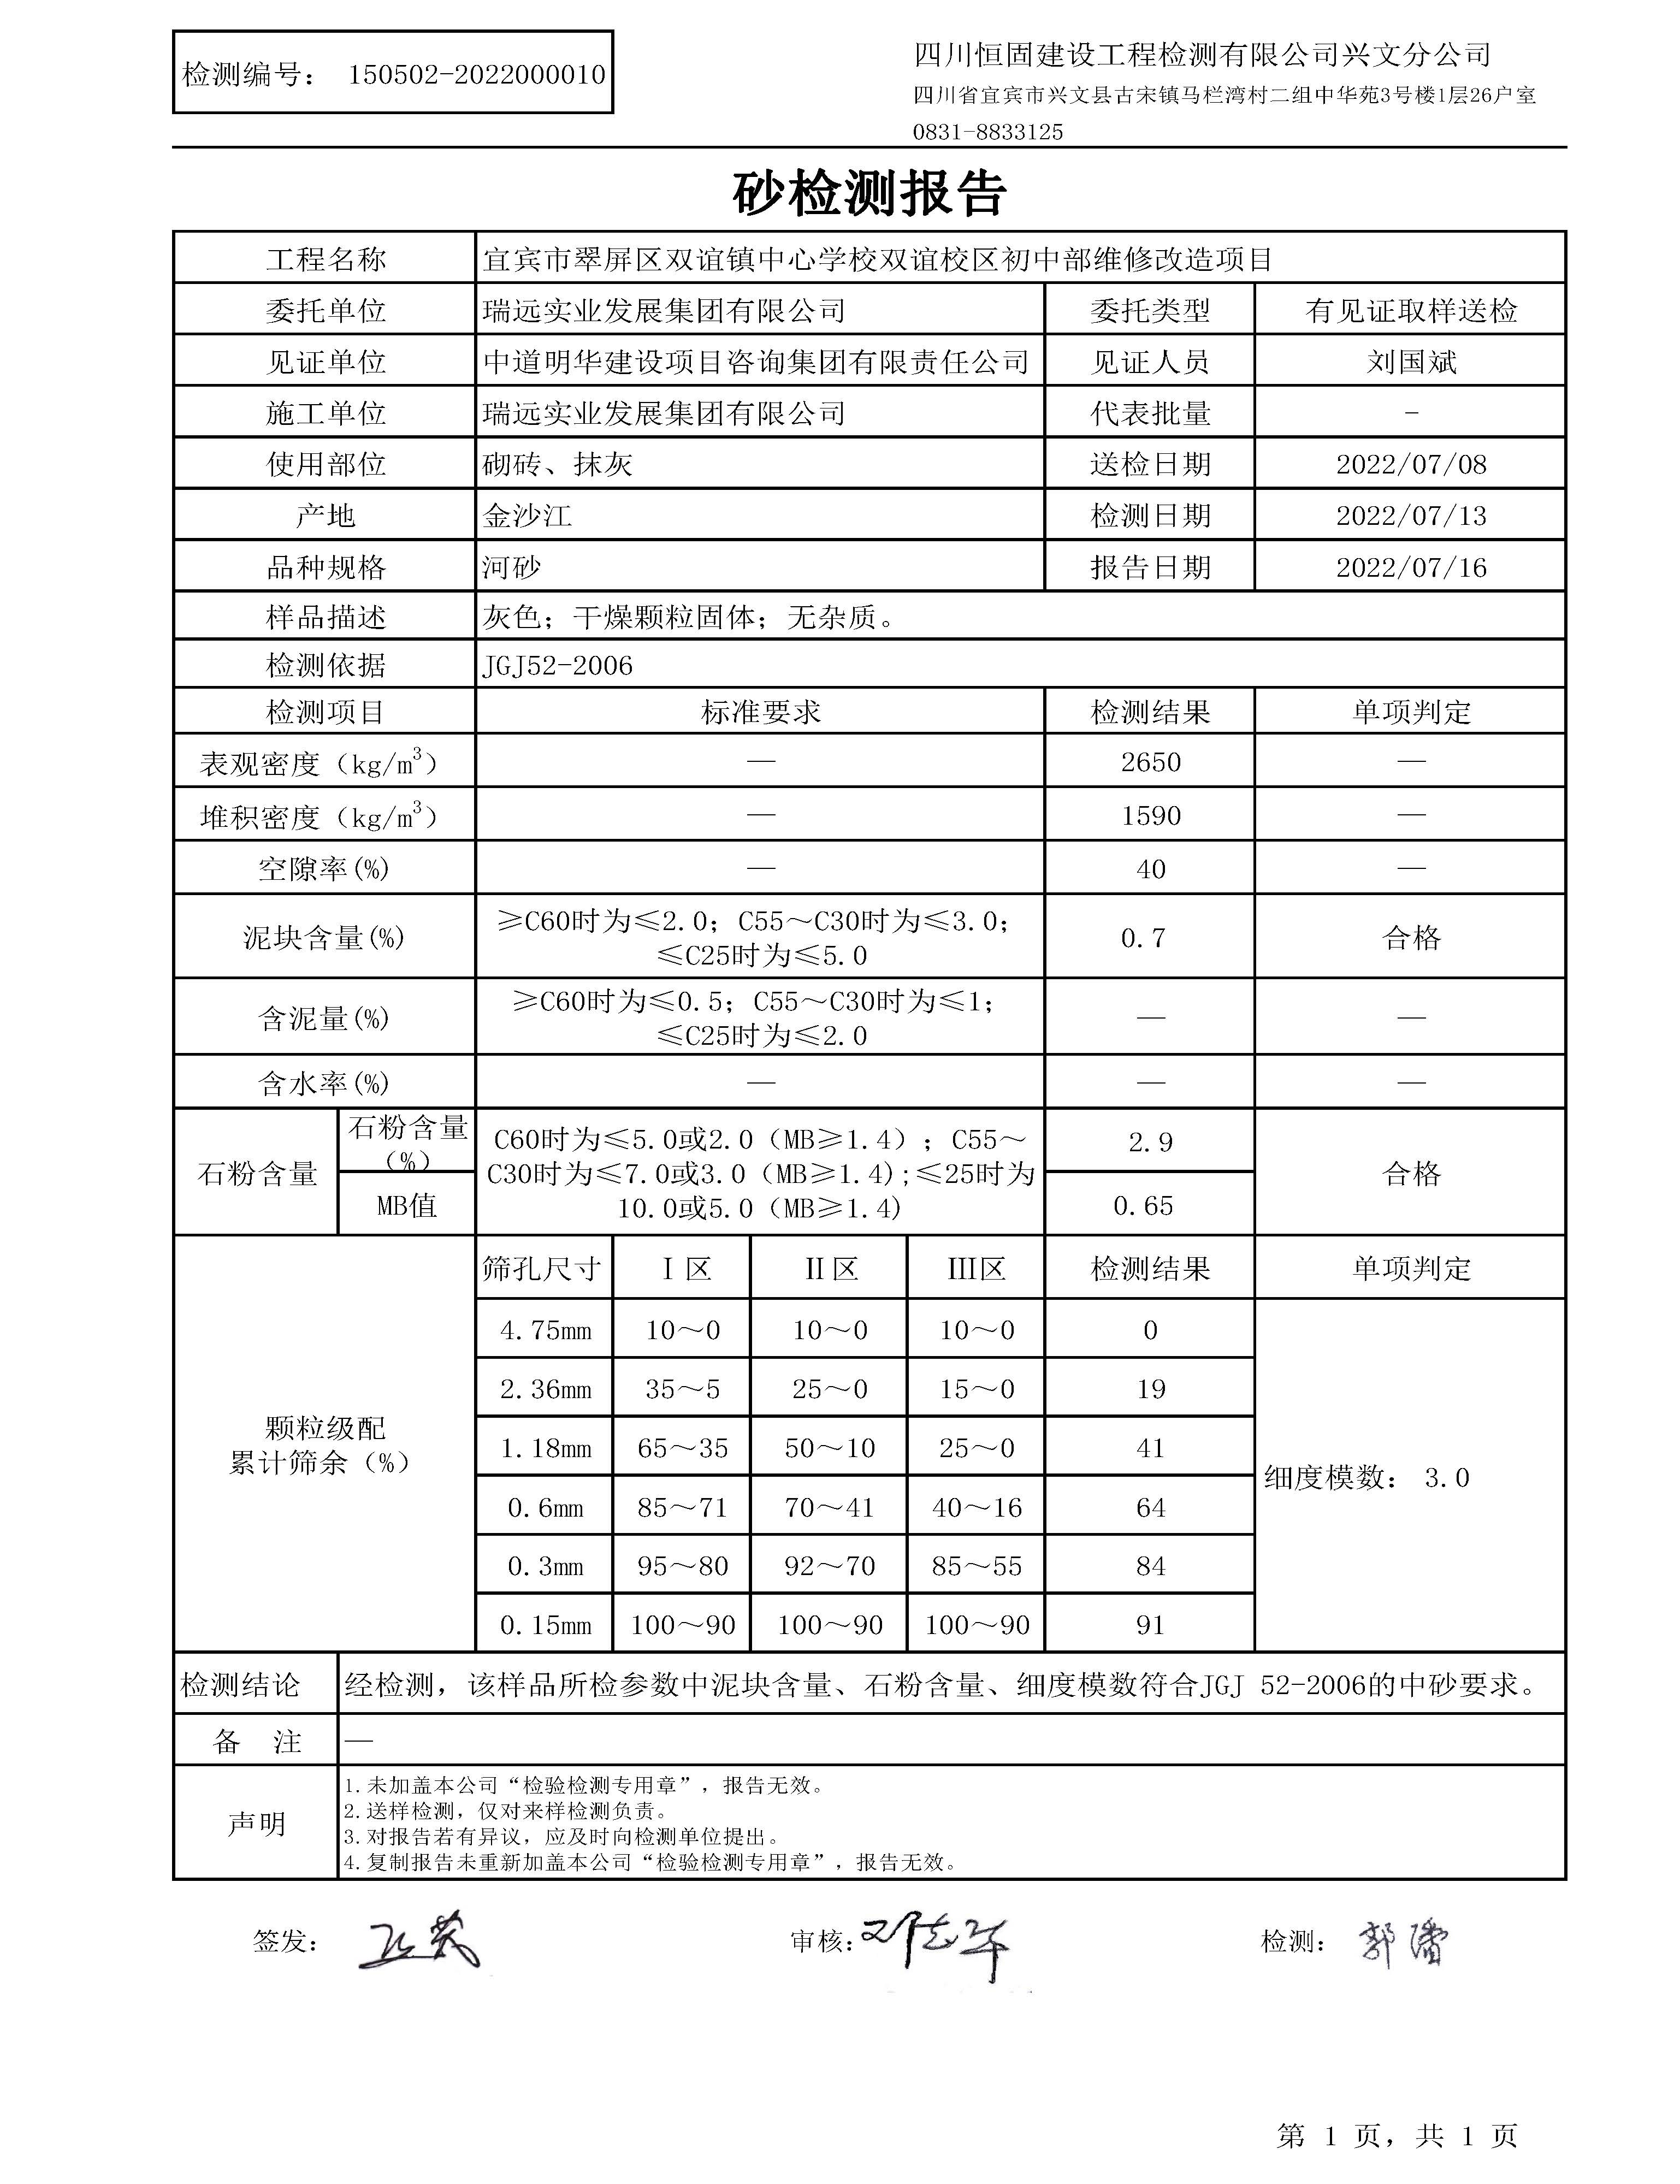 检测编号： 150502-2022000010
四川恒固建设工程检测有限公司兴文分公司
四川省宜宾市兴文县古宋镇马栏湾村二组中华苑3号楼1层26户室
0831-8833125
砂检测报告
工程名称 宜宾市翠屏区双谊镇中心学校双谊校区初中部维修改造项目
委托单位 瑞远实业发展集团有限公司 委托类型 有见证取样送检
见证单位 中道明华建设项目咨询集团有限责任公司 见证人员 刘国斌
施工单位 瑞远实业发展集团有限公司 代表批量 -
使用部位 砌砖、抹灰 送检日期 2022/07/08
产地 金沙江 检测日期 2022/07/13
品种规格 河砂 报告日期 2022/07/16
样品描述 灰色；干燥颗粒固体；无杂质。
检测依据 JGJ52-2006
检测项目 标准要求 检测结果 单项判定
表观密度（kg/m³） — 2650 —
堆积密度（kg/m³） — 1590 —
空隙率(%) — 40 —
泥块含量(%) ≥C60时为≤2.0；C55～C30时为≤3.0；
≤C25时为≤5.0 0.7 合格
含泥量(%) ≥C60时为≤0.5；C55～C30时为≤1；
≤C25时为≤2.0 — —
含水率(%) — — —
石粉含量 石粉含量
（%） C60时为≤5.0或2.0（MB≥1.4）；C55～
C30时为≤7.0或3.0（MB≥1.4);≤25时为
10.0或5.0（MB≥1.4) 2.9 合格
MB值 0.65
颗粒级配
累计筛余（%）
筛孔尺寸 Ⅰ区 Ⅱ区 Ⅲ区 检测结果 单项判定
4.75mm 10～0 10～0 10～0 0
2.36mm 35～5 25～0 15～0 19
1.18mm 65～35 50～10 25～0 41
细度模数： 3.0
0.6mm 85～71 70～41 40～16 64
0.3mm 95～80 92～70 85～55 84
0.15mm 100～90 100～90 100～90 91
检测结论 经检测，该样品所检参数中泥块含量、石粉含量、细度模数符合JGJ 52-2006的中砂要求。
备 注 —
声明
1.未加盖本公司“检验检测专用章”，报告无效。
2.送样检测，仅对来样检测负责。
3.对报告若有异议，应及时向检测单位提出。
4.复制报告未重新加盖本公司“检验检测专用章”，报告无效。
签发： 审核： 检测：
第 1 页，共 1 页